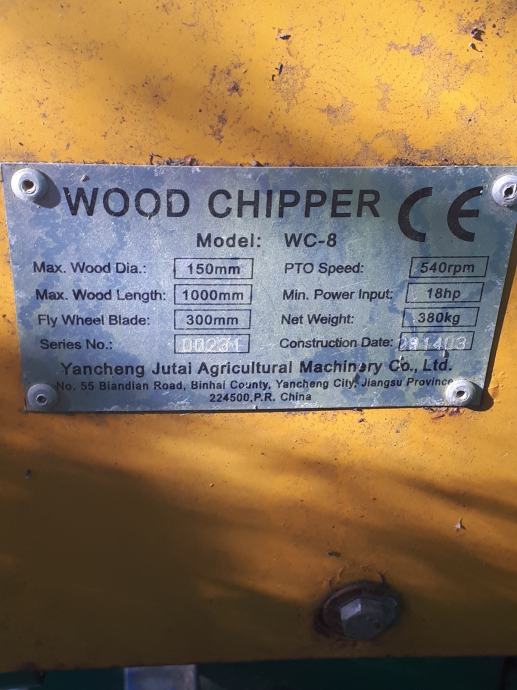 WOOD CHIPPER CE
Model: WC-8
Max. Wood Dia.: 150mm PTO Speed: 540rpm
Max. Wood Length: 1000mm Min. Power Input: 18hp
Fly Wheel Blade: 300mm Net Weight: 380kg
Series No.: 00231 Construction Date: 201403
Yancheng Jutai Agricultural Machinery Co., Ltd.
No. 55 Biandian Road, Binhai County, Yancheng City, Jiangsu Province
224500,P.R. China